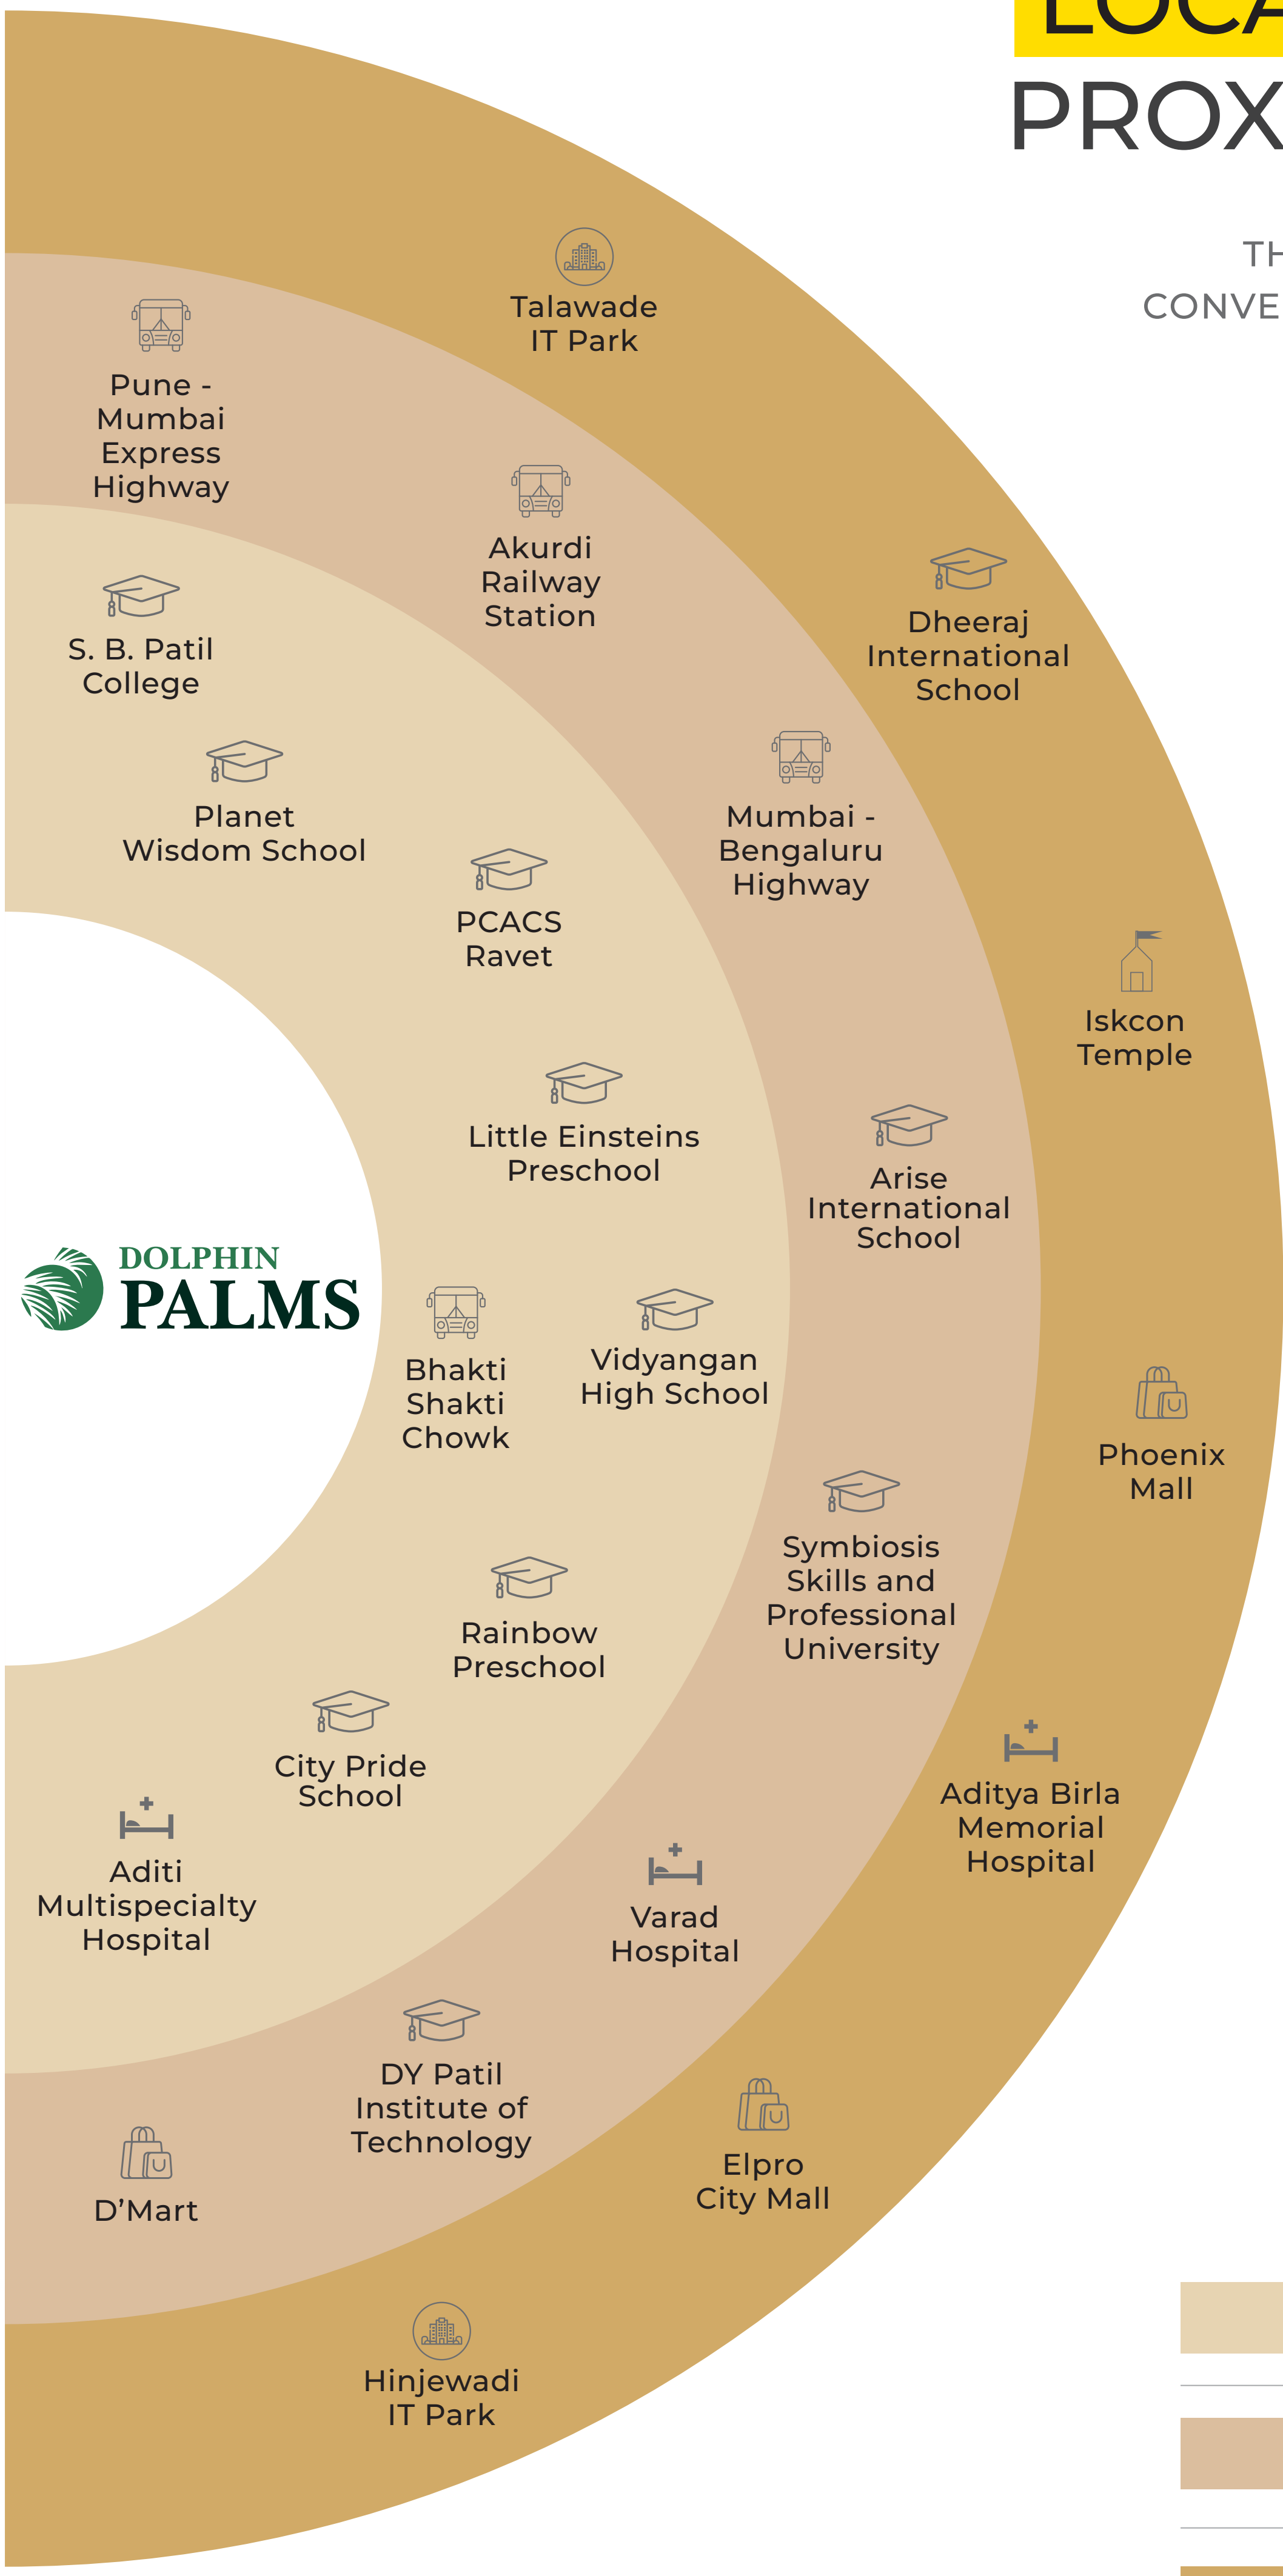 PROX
TH
CONVE
Talawade
IT Park
Pune -
Mumbai
Express
Highway
Akurdi
Railway
Station
S. B. Patil
College
Dheeraj
International
School
Planet
Wisdom School
Mumbai -
Bengaluru
Highway
PCACS
Ravet
Iskcon
Temple
Little Einsteins
Preschool
Arise
International
School
DOLPHIN
PALMS
Bhakti
Shakti
Chowk
Vidyangan
High School
Phoenix
Mall
Symbiosis
Skills and
Professional
University
Rainbow
Preschool
City Pride
School
Aditya Birla
Memorial
Hospital
Aditi
Multispecialty
Hospital
Varad
Hospital
DY Patil
Institute of
Technology
Elpro
City Mall
D’Mart
Hinjewadi
IT Park